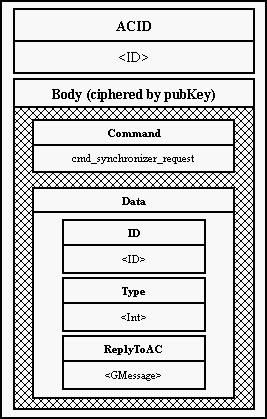 ACID
<ID>
Body (ciphered by pubKey)
Command
cmd_synchronizer_request
Data
ID
<ID>
Type
<Int>
ReplyToAC
<GMessage>